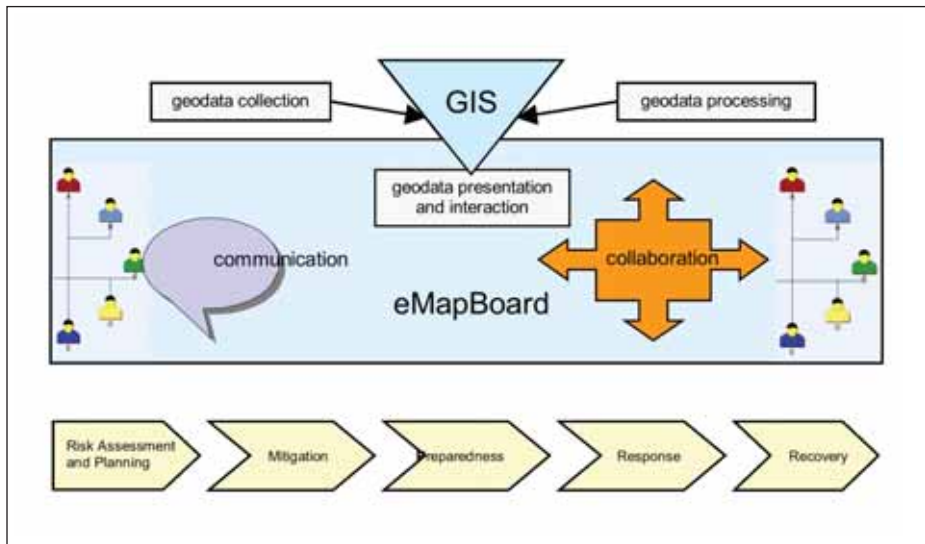 geodata collection
GIS
geodata processing
geodata presentation
and interaction
communication
collaboration
eMapBoard
Risk Assessment
and Planning
Mitigation
Preparedness
Response
Recovery